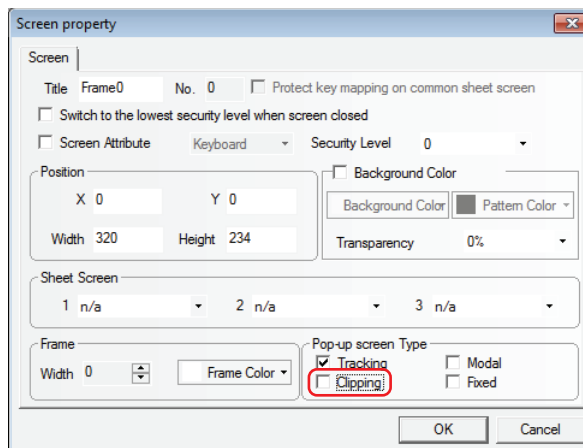 Screen property
Screen
Title Frame0 No. 0 Protect key mapping on common sheet screen
Switch to the lowest security level when screen closed
Screen Attribute Keyboard Security Level 0
Position Background Color
X 0 Y 0 Background Color Pattern Color
Width 320 Height 234 Transparency 0%
Sheet Screen
1 n/a 2 n/a 3 n/a
Frame Pop-up screen Type
Width 0 Frame Color Tracking Modal
Clipping Fixed
OK Cancel